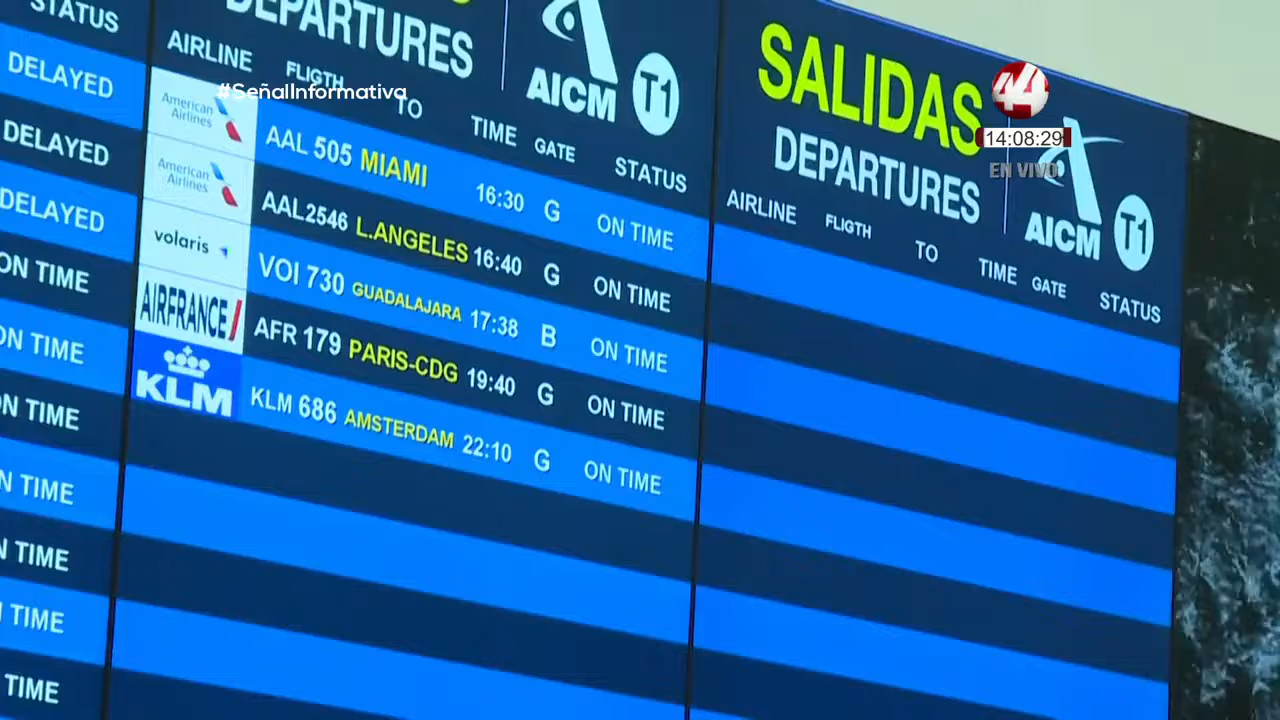 STATUS
DELAYED
DELAYED
DELAYED
ON TIME
ON TIME
ON TIME
N TIME
N TIME
TIME
TIME
DEPARTURES
AICM T1
AIRLINE FLIGTH TO TIME GATE STATUS
American Airlines AAL 505 MIAMI 16:30 G ON TIME
American Airlines AAL2546 L.ANGELES 16:40 G ON TIME
volaris VOI 730 GUADALAJARA 17:38 B ON TIME
AIRFRANCE AFR 179 PARIS-CDG 19:40 G ON TIME
KLM KLM 686 AMSTERDAM 22:10 G ON TIME
SALIDAS
DEPARTURES
AICM T1
AIRLINE FLIGTH TO TIME GATE STATUS
#SeñalInformativa
44
14:08:29
EN VIVO